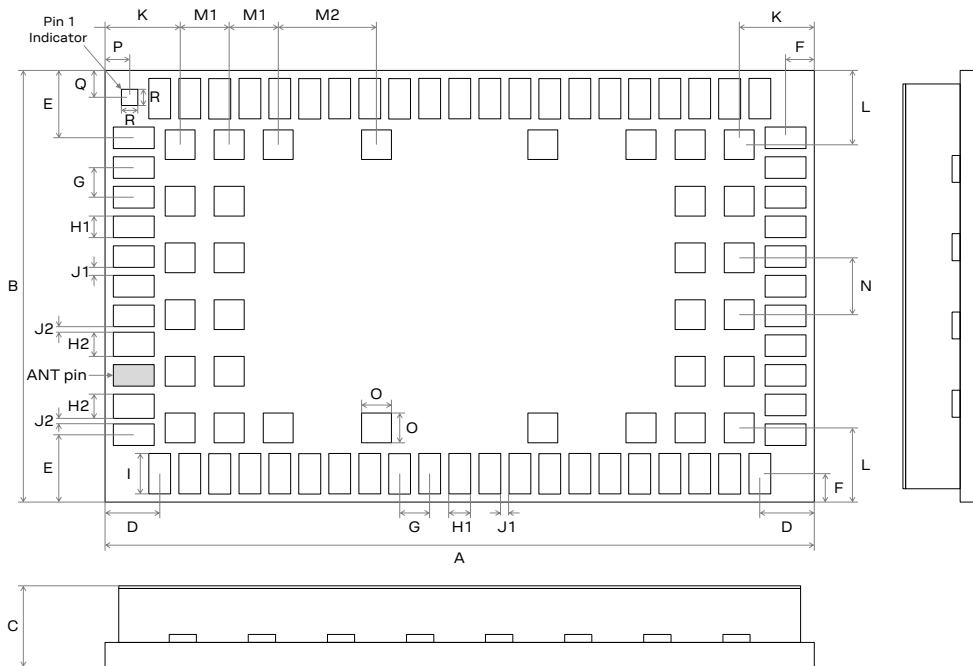 K M1 M1 M2 K
Pin 1
Indicator
P F
Q
E R L
R
G
H1
J1 N
B
J2
H2
ANT pin
O
H2 O
J2
E I L
F
D G H1 J1 D
A
C